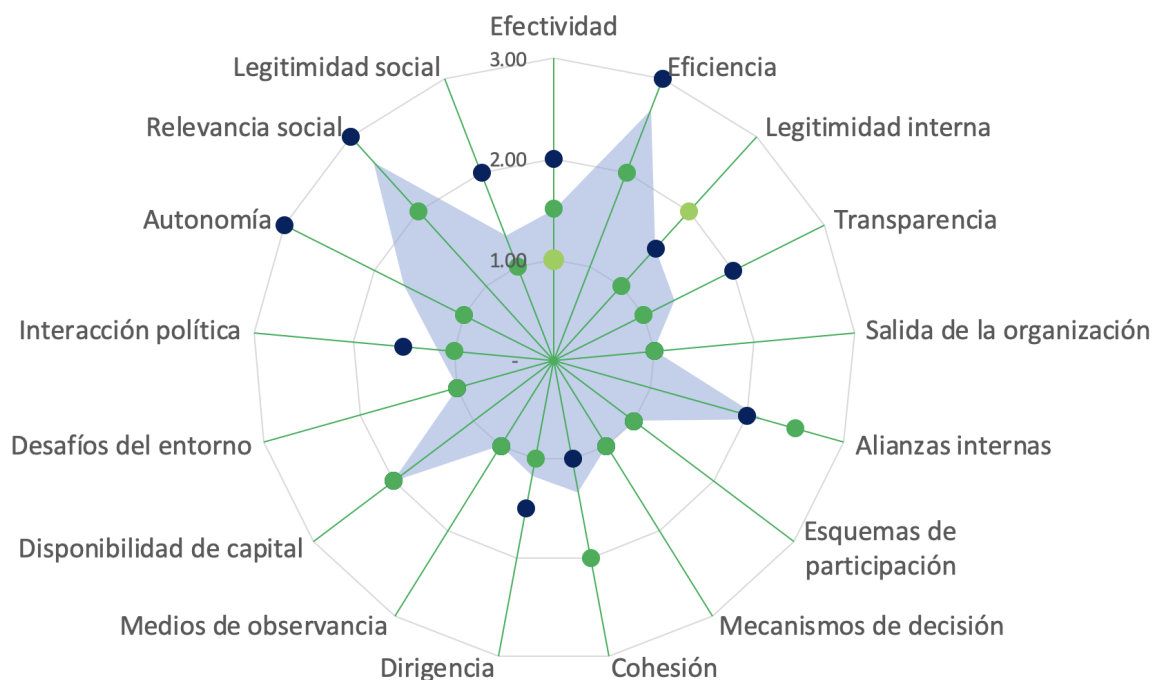 Efectividad
3.00
Eficiencia
Legitimidad social
Relevancia social
Legitimidad interna
2.00
Autonomía
Transparencia
1.00
Interacción política
Salida de la organización
-
Desafíos del entorno
Alianzas internas
Disponibilidad de capital
Esquemas de
participación
Medios de observancia
Mecanismos de decisión
Dirigencia
Cohesión